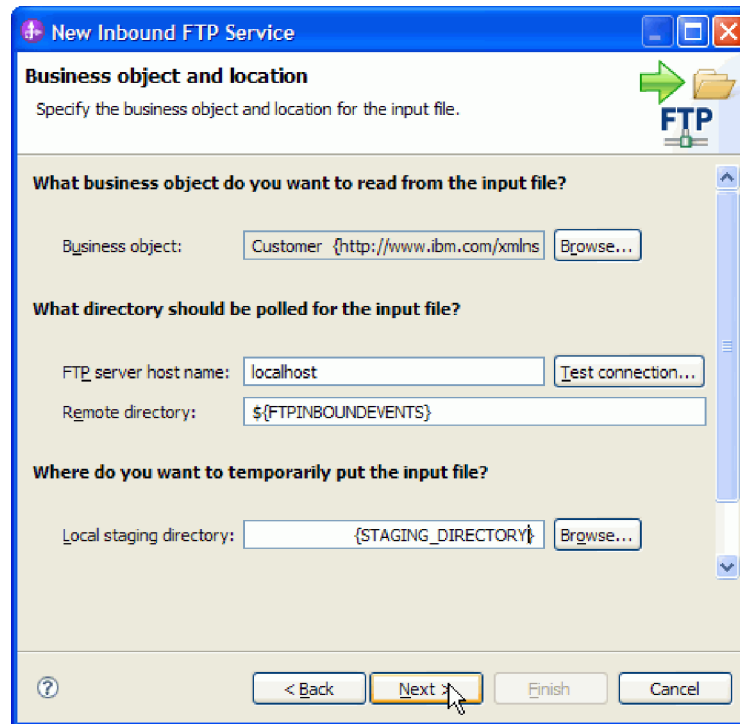 New Inbound FTP Service
Business object and location
Specify the business object and location for the input file.
FTP
What business object do you want to read from the input file?
Business object: Customer {http://www.ibm.com/xmlns Browse...
What directory should be polled for the input file?
FTP server host name: localhost Test connection...
Remote directory: ${FTPINBOUNDEVENTS}
Where do you want to temporarily put the input file?
Local staging directory: {STAGING_DIRECTORY} Browse...
? < Back Next > Finish Cancel